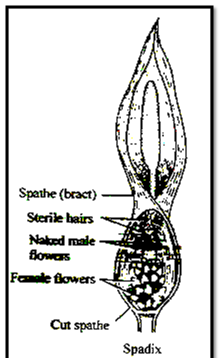 Spathe (bract)
Sterile hairs
Naked male
flowers
Female flowers
Cut spathe
Spadix